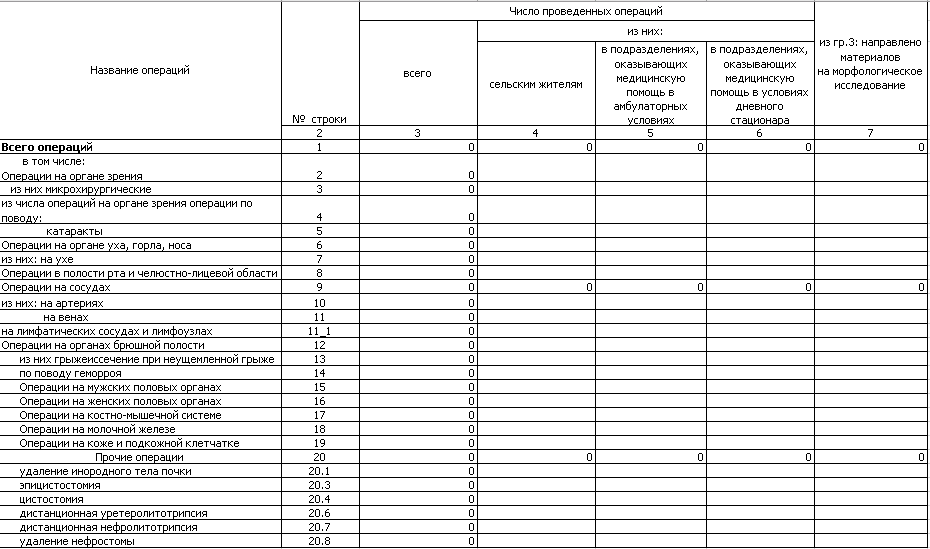 Число проведенных операций
из них:
Название операций
№ строки
всего
сельским жителям
в подразделениях,
оказывающих
медицинскую
помощь в
амбулаторных
условиях
в подразделениях,
оказывающих
медицинскую
помощь в условиях
дневного
стационара
из гр.3: направлено
материалов
на морфологическое
исследование
2 3 4 5 6 7
Всего операций 1 0 0 0 0 0
в том числе:
Операции на органе зрения 2 0
из них микрохирургические 3 0
из числа операций на органе зрения операции по
поводу: 4 0
катаракты 5 0
Операции на органе уха, горла, носа 6 0
из них: на ухе 7 0
Операции в полости рта и челюстно-лицевой области 8 0
Операции на сосудах 9 0 0 0 0 0
из них: на артериях 10 0
на венах 11 0
на лимфатических сосудах и лимфоузлах 11_1 0
Операции на органах брюшной полости 12 0
из них грыжеиссечение при неущемленной грыже 13 0
по поводу геморроя 14 0
Операции на мужских половых органах 15 0
Операции на женских половых органах 16 0
Операции на костно-мышечной системе 17 0
Операции на молочной железе 18 0
Операции на коже и подкожной клетчатке 19 0
Прочие операции 20 0 0 0 0 0
удаление инородного тела почки 20.1 0
эпицистостомия 20.3 0
цистостомия 20.4 0
дистанционная уретеролитотрипсия 20.6 0
дистанционная нефролитотрипсия 20.7 0
удаление нефростомы 20.8 0